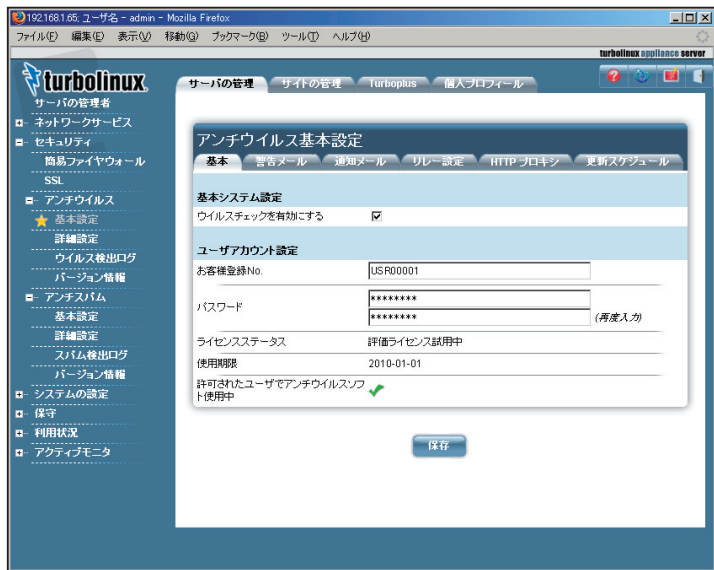 192.168.1.65: ユーザ名 - admin - Mozilla Firefox
ファイル(F) 編集(E) 表示(V) 移動(G) ブックマーク(B) ツール(T) ヘルプ(H)
turbolinux appliance server
turbolinux
サーバの管理 サイトの管理 Turboplus 個人プロフィール
サーバの管理者
ネットワークサービス
セキュリティ
簡易ファイヤウォール
SSL
アンチウイルス
基本設定
詳細設定
ウイルス検出ログ
バージョン情報
アンチスパム
基本設定
詳細設定
スパム検出ログ
バージョン情報
システムの設定
保守
利用状況
アクティブモニタ
アンチウイルス基本設定
基本 警告メール 通知メール リレー設定 HTTP プロキシ 更新スケジュール
基本システム設定
ウイルスチェックを有効にする
ユーザアカウント設定
お客様登録No. USR00001
パスワード ********
******** (再度入力)
ライセンスステータス 評価ライセンス試用中
使用期限 2010-01-01
許可されたユーザでアンチウイルスソフ
ト使用中
保存